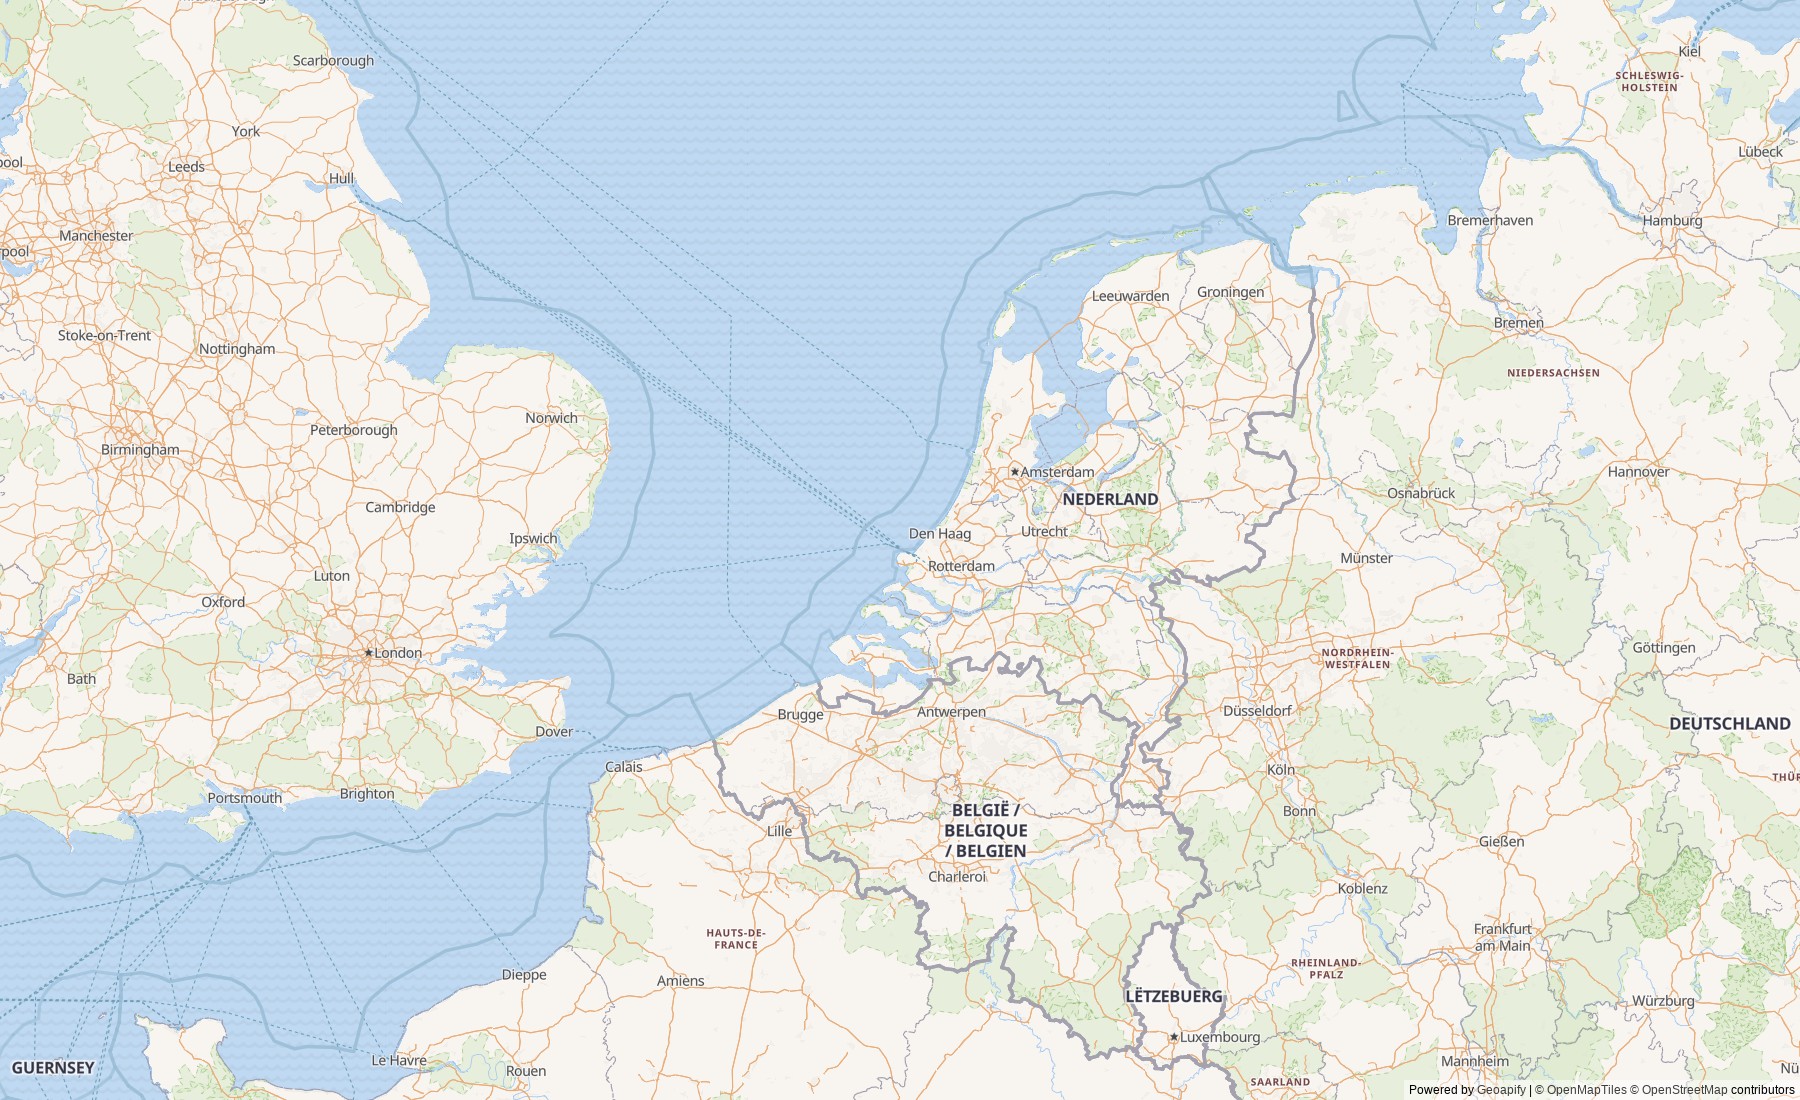 Scarborough
Kiel
SCHLESWIG-
HOLSTEIN
York
Lübeck
pool
Leeds
Hull
Bremerhaven
Hamburg
Manchester
rpool
Leeuwarden
Groningen
Bremen
Stoke-on-Trent
Nottingham
NIEDERSACHSEN
Norwich
Peterborough
Birmingham
Amsterdam
Hannover
NEDERLAND
Osnabrück
Cambridge
Den Haag
Utrecht
Ipswich
Münster
Rotterdam
Luton
Oxford
London
Göttingen
NORDRHEIN-
WESTFALEN
Bath
Brugge
Antwerpen
Düsseldorf
DEUTSCHLAND
Dover
Calais
Köln
THÜR
Portsmouth
Brighton
BELGIË /
BELGIQUE
/ BELGIEN
Bonn
Lille
Gießen
Charleroi
Koblenz
HAUTS-DE-
FRANCE
Frankfurt
am Main
RHEINLAND-
PFALZ
Dieppe
Amiens
LËTZEBUERG
Würzburg
Luxembourg
Le Havre
Mannheim
GUERNSEY
Rouen
Nü
SAARLAND
Powered by Geoapify | © OpenMapTiles © OpenStreetMap contributors